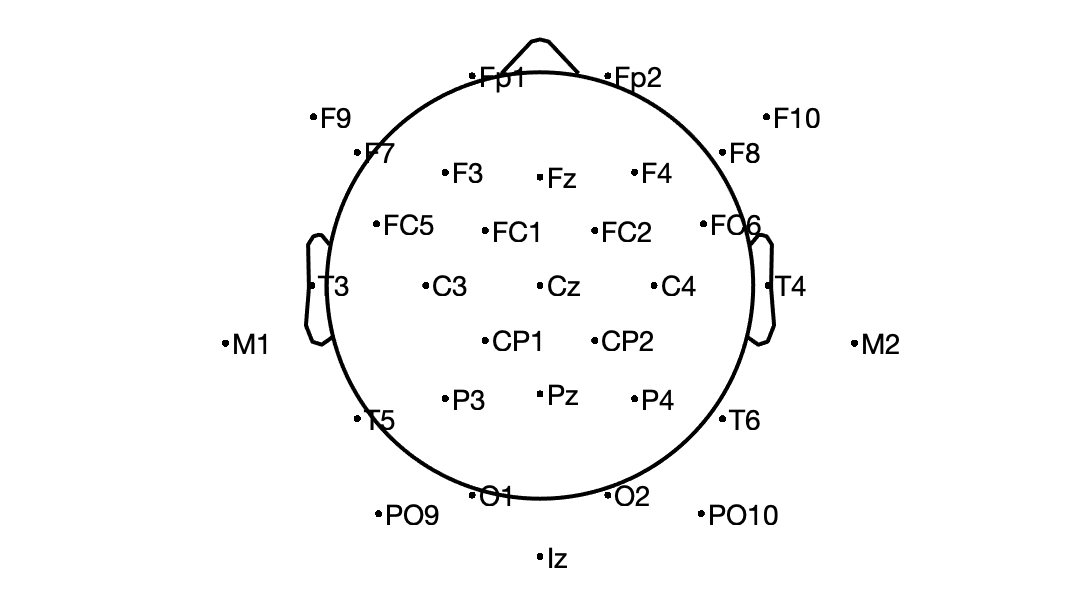 Fp1 Fp2
F9 F10
F7 F8
F3 Fz F4
FC5 FC1 FC2 FC6
T3 C3 Cz C4 T4
M1 CP1 CP2 M2
P3 Pz P4
T5 T6
O1 O2
PO9 PO10
Iz